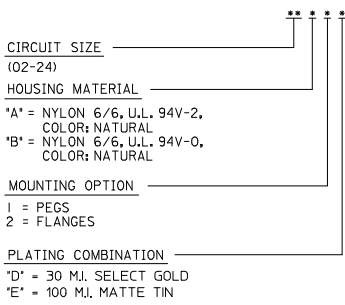 ** * * *
CIRCUIT SIZE
(02-24)
HOUSING MATERIAL
"A" = NYLON 6/6, U.L. 94V-2,
COLOR: NATURAL
"B" = NYLON 6/6, U.L. 94V-0,
COLOR: NATURAL
MOUNTING OPTION
1 = PEGS
2 = FLANGES
PLATING COMBINATION
"D" = 30 M.I. SELECT GOLD
"E" = 100 M.I. MATTE TIN